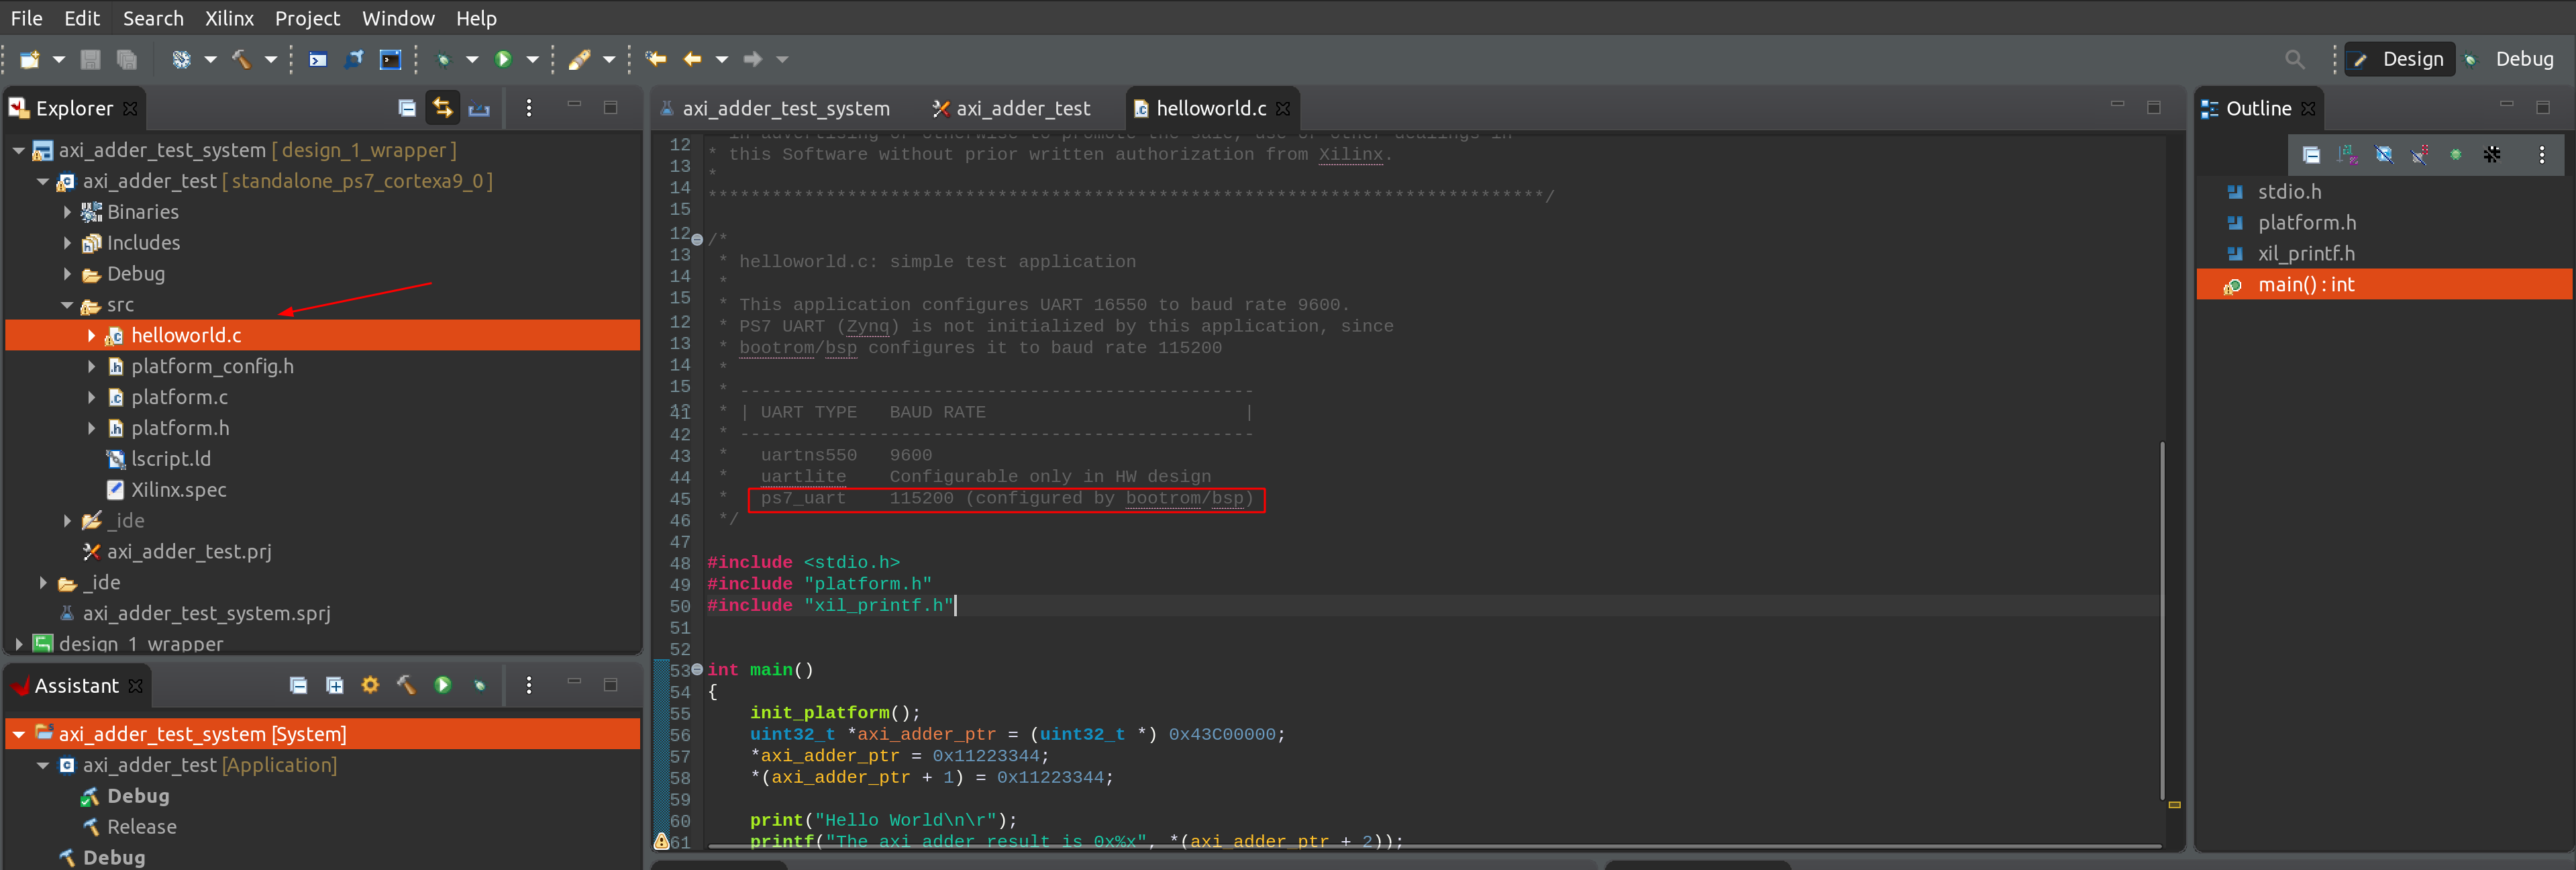 File Edit Search Xilinx Project Window Help
Design Debug
Explorer
axi_adder_test_system [ design_1_wrapper ]
axi_adder_test [ standalone_ps7_cortexa9_0 ]
Binaries
Includes
Debug
src
helloworld.c
platform_config.h
platform.c
platform.h
lscript.ld
Xilinx.spec
_ide
axi_adder_test.prj
_ide
axi_adder_test_system.sprj
design_1_wrapper
Assistant
axi_adder_test_system [System]
axi_adder_test [Application]
Debug
Release
Debug
axi_adder_test_system axi_adder_test helloworld.c
12 in advertising or otherwise to promote the sale, use or other dealings in
13 * this Software without prior written authorization from Xilinx.
14 *
15 ******************************************************************************/
12 /*
13 * helloworld.c: simple test application
14 *
15 * This application configures UART 16550 to baud rate 9600.
12 * PS7 UART (Zynq) is not initialized by this application, since
13 * bootrom/bsp configures it to baud rate 115200
14 *
15 * ------------------------------------------------
41 * | UART TYPE   BAUD RATE                        |
42 * ------------------------------------------------
43 *   uartns550   9600
44 *   uartlite    Configurable only in HW design
45 *   ps7_uart    115200 (configured by bootrom/bsp)
46 */
47
48 #include <stdio.h>
49 #include "platform.h"
50 #include "xil_printf.h"
51
52
53 int main()
54 {
55 init_platform();
56 uint32_t *axi_adder_ptr = (uint32_t *) 0x43C00000;
57 *axi_adder_ptr = 0x11223344;
58 *(axi_adder_ptr + 1) = 0x11223344;
59
60 print("Hello World\n\r");
61 printf("The axi adder result is 0x%x", *(axi_adder_ptr + 2));
Outline
stdio.h
platform.h
xil_printf.h
main() : int